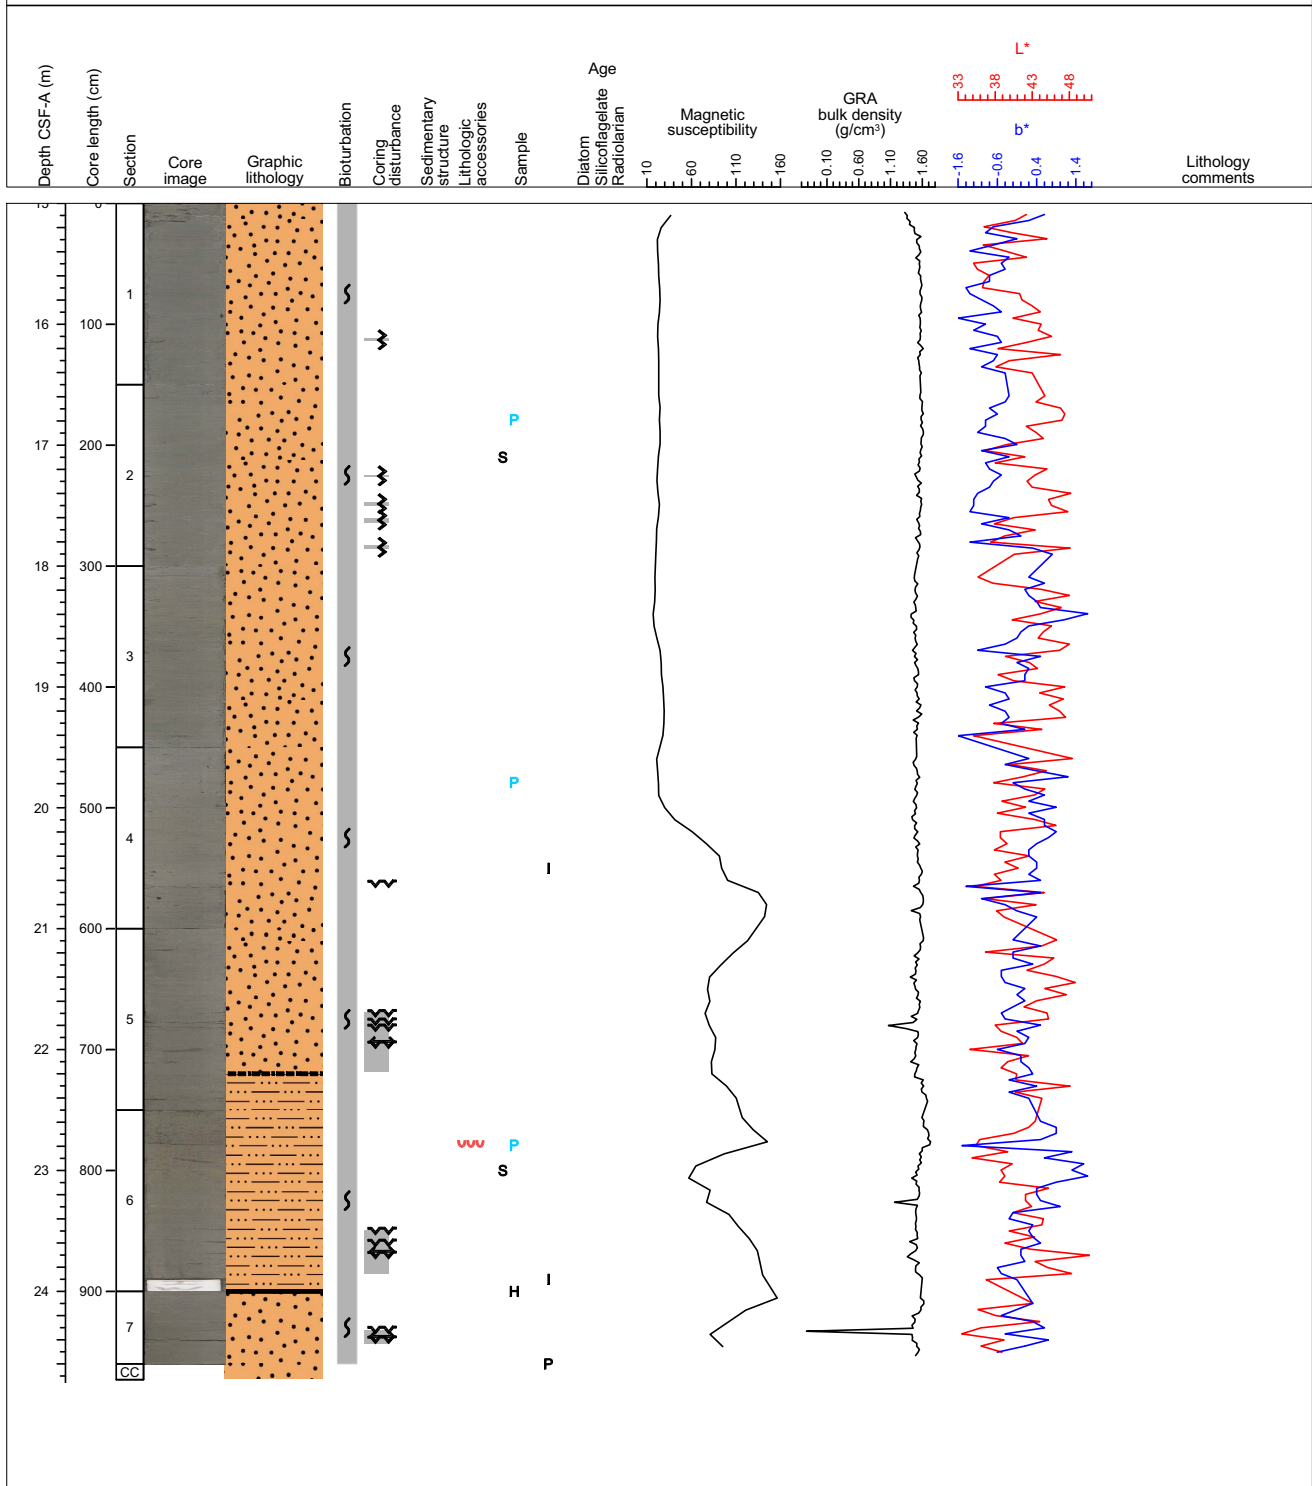 Depth CSF-A (m)
Core length (cm)
Section
Core
image
Graphic
lithology
Bioturbation
Coring
disturbance
Sedimentary
structure
Lithologic
accessories
Sample
Age
Diatom
Silicoflagelate
Radiolarian
Magnetic
susceptibility
10 60 110 160
GRA
bulk density
(g/cm³)
0.10 0.60 1.10 1.60
L*
33 38 43 48
b*
-1.6 -0.6 0.4 1.4
Lithology
comments
15 0
1
16 100
P
17 200
S
2
18 300
3
19 400
P
20 500
4
I
21 600
5
22 700
P
23 800 S
6
I
24 900 H
7
P
CC